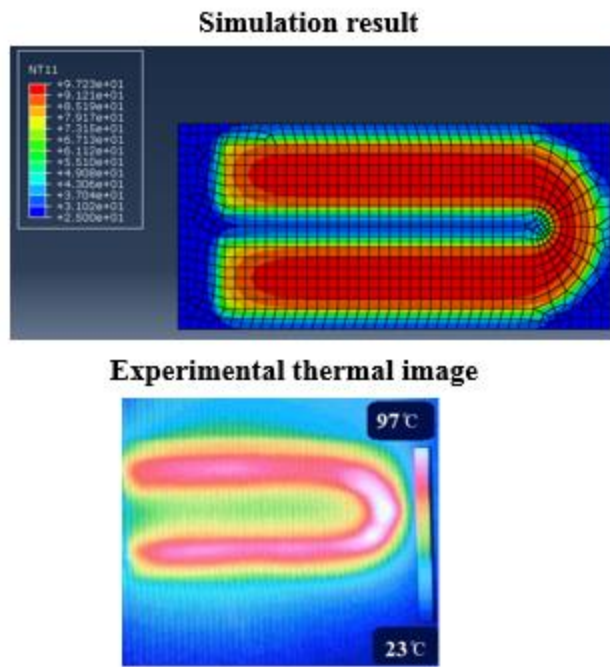 Simulation result
NT11
+9.723e+01
+9.121e+01
+8.519e+01
+7.917e+01
+7.315e+01
+6.713e+01
+6.112e+01
+5.510e+01
+4.908e+01
+4.306e+01
+3.704e+01
+3.102e+01
+2.500e+01
Experimental thermal image
97℃
23℃